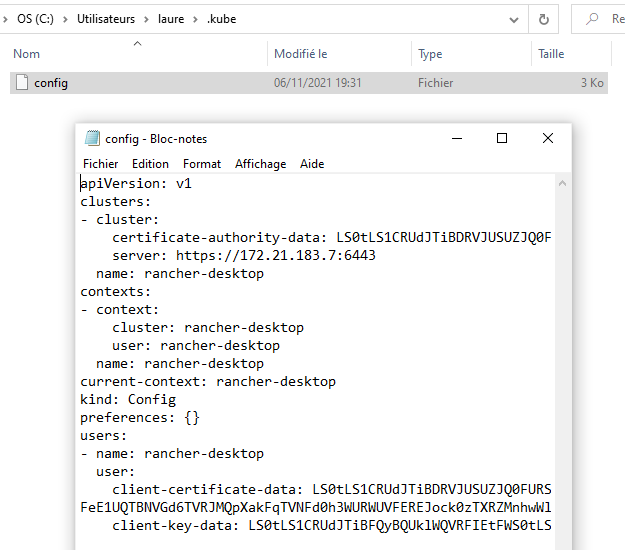 OS (C:) > Utilisateurs > laure > .kube
Re
Nom Modifié le Type Taille
config 06/11/2021 19:31 Fichier 3 Ko
config - Bloc-notes
Fichier Edition Format Affichage Aide
apiVersion: v1
clusters:
- cluster:
    certificate-authority-data: LS0tLS1CRUdJTiBDRVJUSUZJQ0F
    server: https://172.21.183.7:6443
  name: rancher-desktop
contexts:
- context:
    cluster: rancher-desktop
    user: rancher-desktop
  name: rancher-desktop
current-context: rancher-desktop
kind: Config
preferences: {}
users:
- name: rancher-desktop
  user:
    client-certificate-data: LS0tLS1CRUdJTiBDRVJUSUZJQ0FURS
FeE1UQTBNVGd6TVRJMQpXakFqTVNFd0h3WURWUVFEREJock0zTXRZMnhwWl
    client-key-data: LS0tLS1CRUdJTiBFQyBQUklWQVRFIEtFWS0tLS